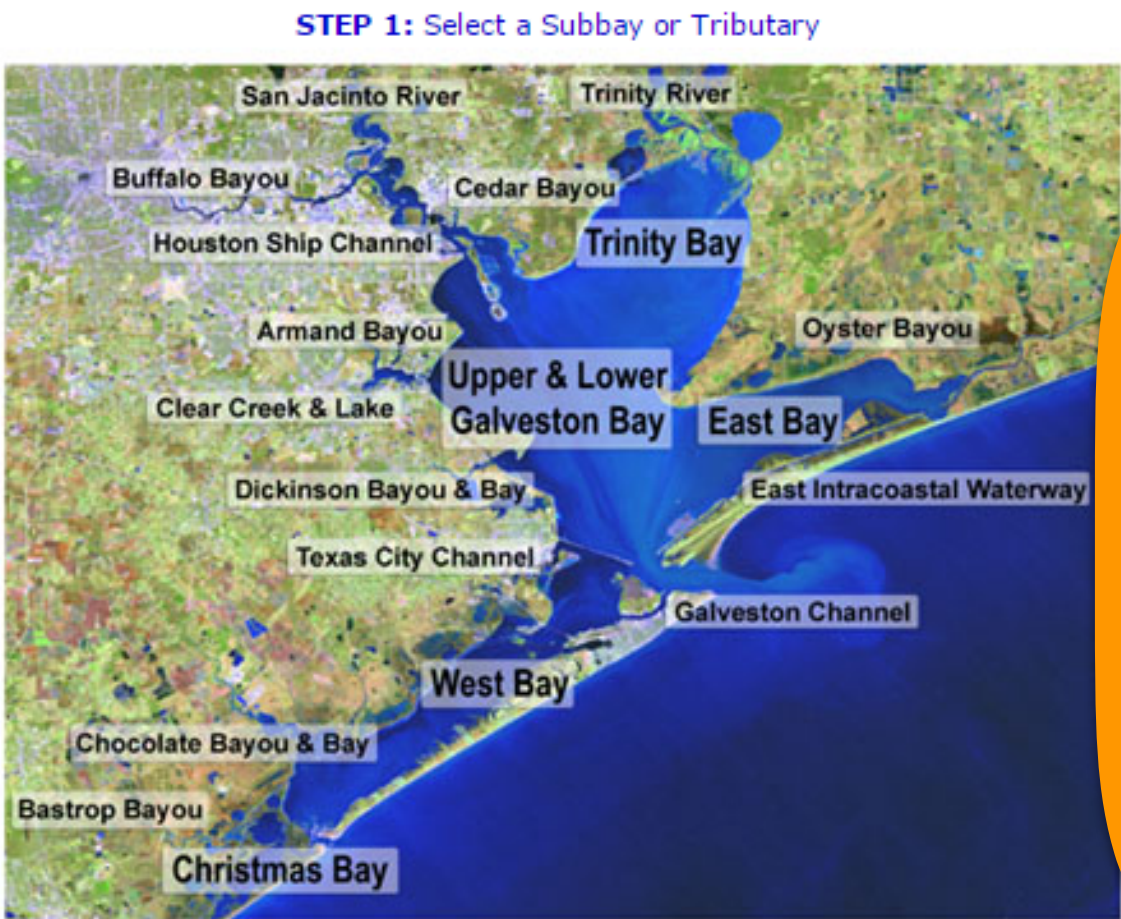 STEP 1: Select a Subbay or Tributary
San Jacinto River
Trinity River
Buffalo Bayou
Cedar Bayou
Houston Ship Channel
Trinity Bay
Armand Bayou
Oyster Bayou
Upper & Lower
Galveston Bay
Clear Creek & Lake
East Bay
Dickinson Bayou & Bay
East Intracoastal Waterway
Texas City Channel
Galveston Channel
West Bay
Chocolate Bayou & Bay
Bastrop Bayou
Christmas Bay